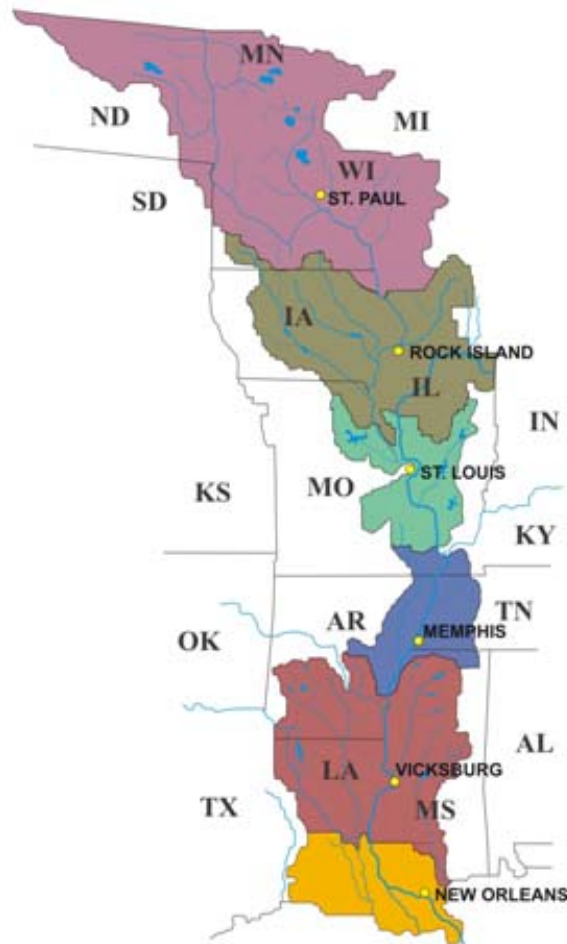 MN
ND
MI
WI
SD
ST. PAUL
IA
ROCK ISLAND
IL
IN
ST. LOUIS
KS
MO
KY
TN
AR
MEMPHIS
OK
AL
LA
VICKSBURG
TX
MS
NEW ORLEANS